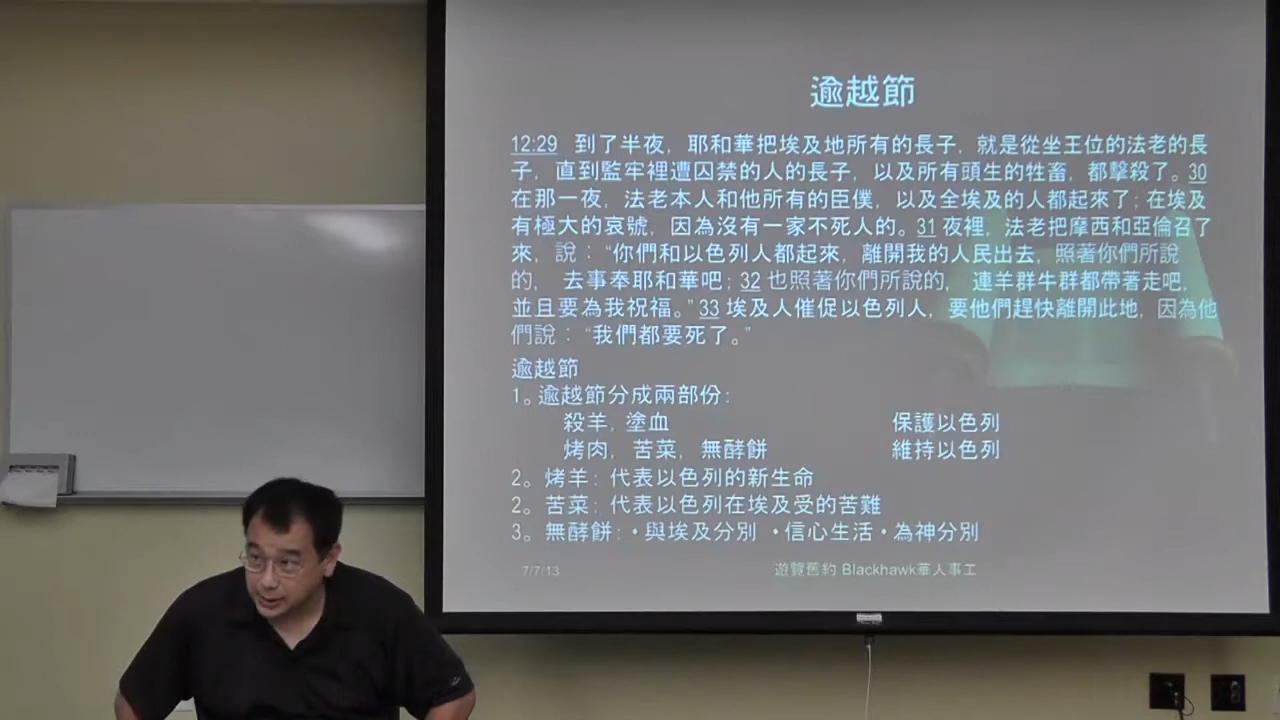 逾越節
12:29 到了半夜，耶和華把埃及地所有的長子，就是從坐王位的法老的長
子，直到監牢裡遭囚禁的人的長子，以及所有頭生的牲畜，都擊殺了。30
在那一夜，法老本人和他所有的臣僕，以及全埃及的人都起來了；在埃及
有極大的哀號，因為沒有一家不死人的。31 夜裡，法老把摩西和亞倫召了
來，說：“你們和以色列人都起來，離開我的人民出去，照著你們所說
的，去事奉耶和華吧；32 也照著你們所說的，連羊群牛群都帶著走吧，
並且要為我祝福。”33 埃及人催促以色列人，要他們趕快離開此地，因為他
們說：“我們都要死了。”
逾越節
1。逾越節分成兩部份：
殺羊，塗血 保護以色列
烤肉，苦菜，無酵餅 維持以色列
2。烤羊：代表以色列的新生命
2。苦菜：代表以色列在埃及受的苦難
3。無酵餅：•與埃及分別 •信心生活•為神分別
7/7/13 遊覽舊約 Blackhawk華人事工